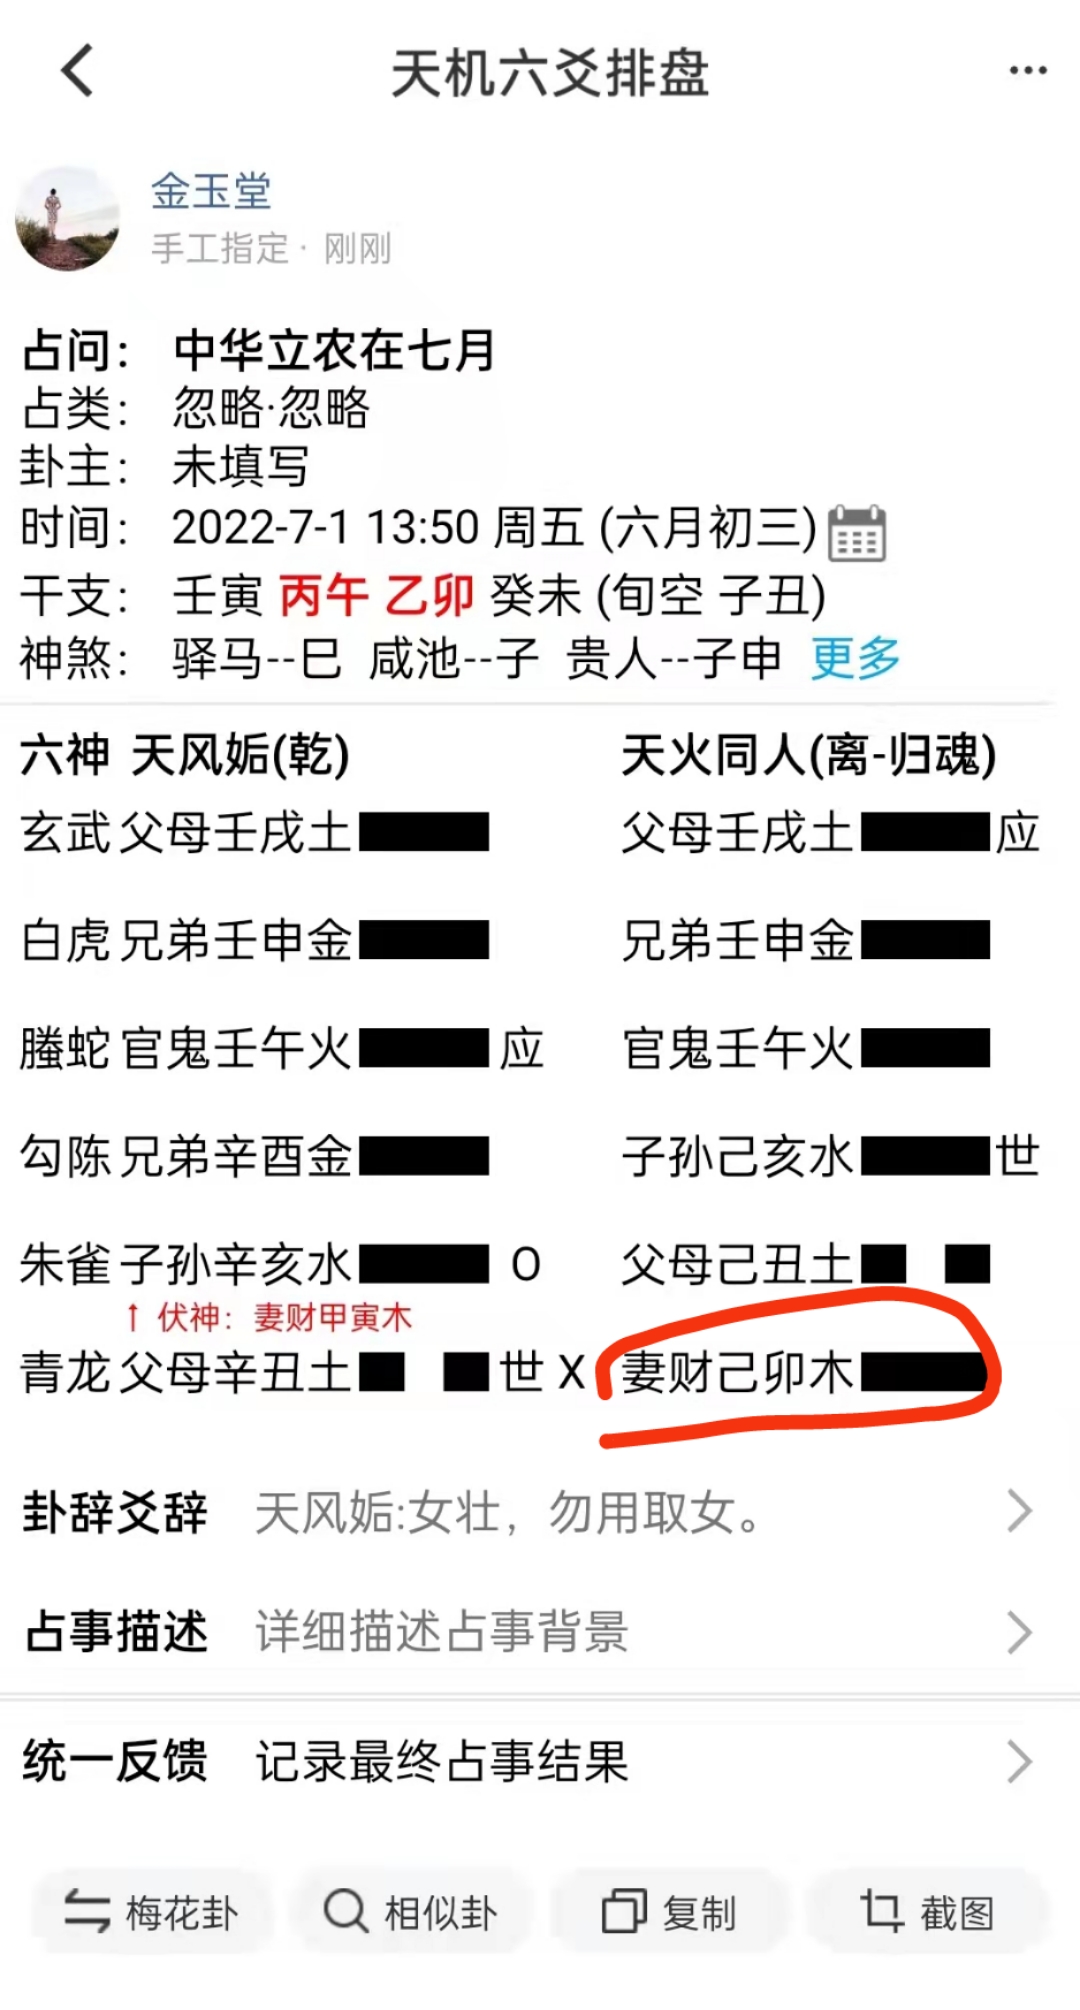 天机六爻排盘
金玉堂
手工指定· 刚刚
占问： 中华立农在七月
占类： 忽略·忽略
卦主： 未填写
时间： 2022-7-1 13:50 周五 (六月初三)
干支： 壬寅 丙午 乙卯 癸未 (旬空 子丑)
神煞： 驿马--巳 咸池--子 贵人--子申 更多
六神 天风姤(乾) 天火同人(离-归魂)
玄武 父母壬戌土 父母壬戌土 应
白虎 兄弟壬申金 兄弟壬申金
螣蛇 官鬼壬午火 应 官鬼壬午火
勾陈 兄弟辛酉金 子孙己亥水 世
朱雀 子孙辛亥水 O 父母己丑土
↑ 伏神：妻财甲寅木
青龙 父母辛丑土 世 X 妻财己卯木
卦辞爻辞 天风姤:女壮，勿用取女。
占事描述 详细描述占事背景
统一反馈 记录最终占事结果
梅花卦 相似卦 复制 截图